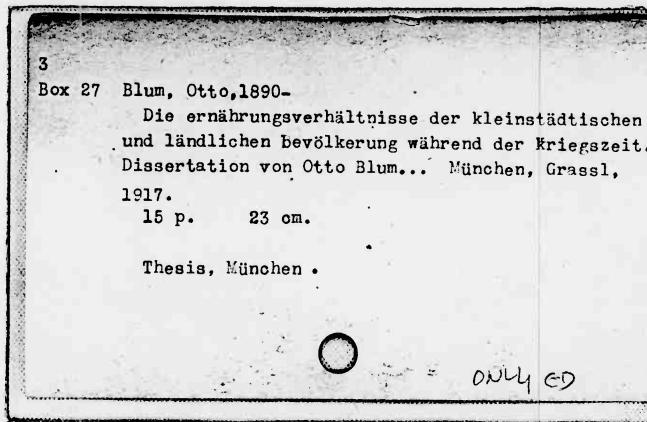 3
Box 27 Blum, Otto,1890-
Die ernährungsverhältnisse der kleinstädtischen
und ländlichen bevölkerung während der Kriegszeit.
Dissertation von Otto Blum... München, Grassl,
1917.
15 p. 23 cm.
Thesis, München .
ONLY ED